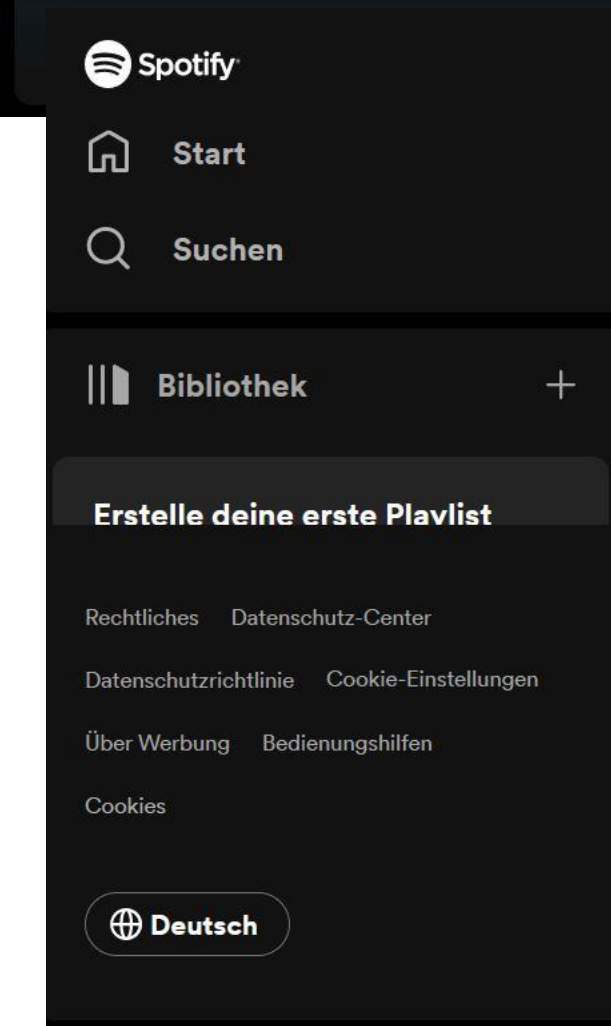 Spotify
Start
Suchen
Bibliothek
Erstelle deine erste Playlist
Rechtliches Datenschutz-Center
Datenschutzrichtlinie Cookie-Einstellungen
Über Werbung Bedienungshilfen
Cookies
Deutsch